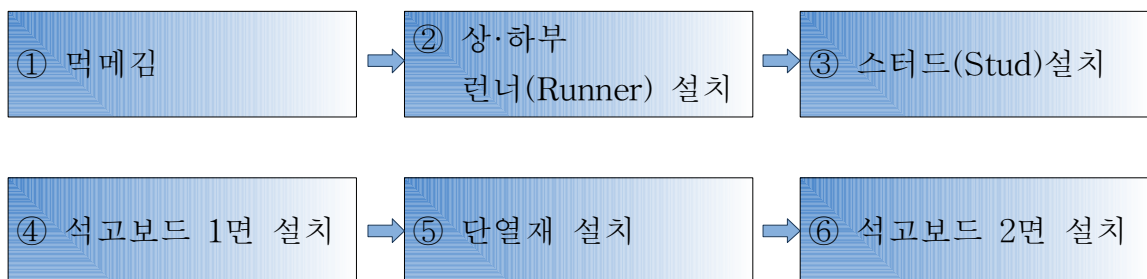 ① 먹메김
② 상·하부
런너(Runner) 설치
③ 스터드(Stud)설치
④ 석고보드 1면 설치
⑤ 단열재 설치
⑥ 석고보드 2면 설치